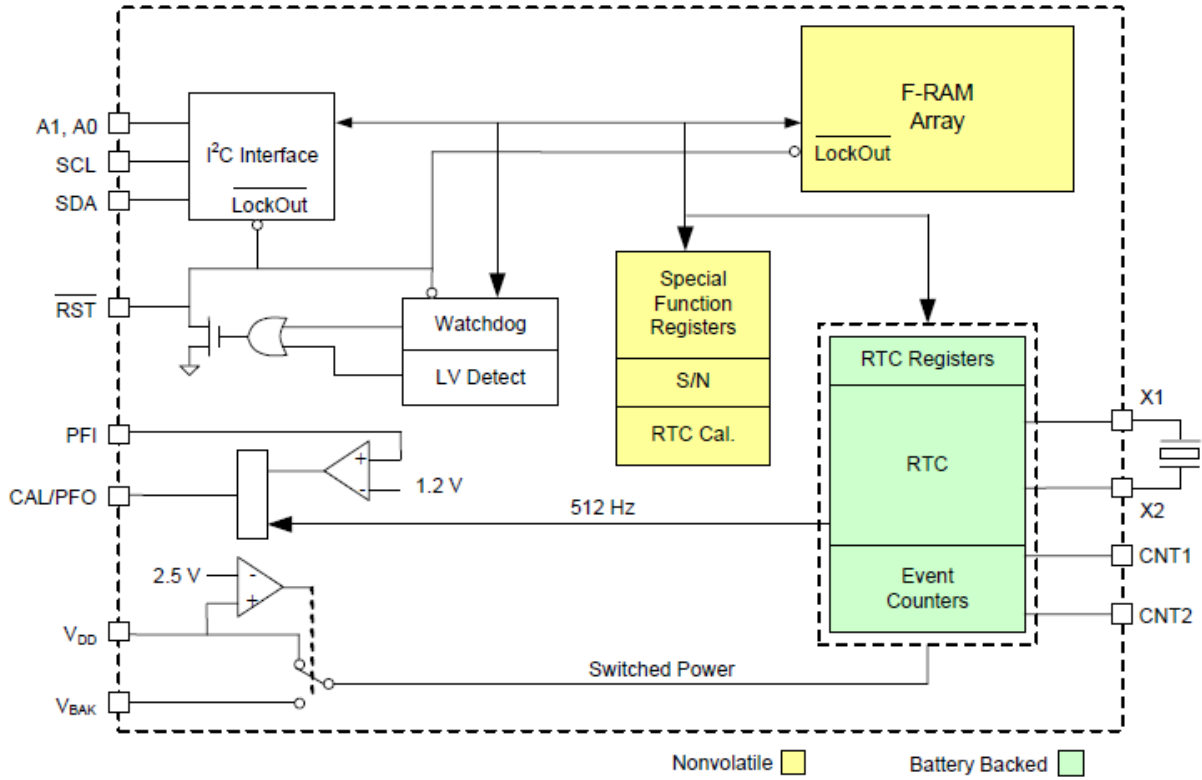 F-RAM
Array
LockOut
A1, A0
SCL
SDA
I²C Interface
LockOut
RST
Watchdog
LV Detect
Special
Function
Registers
S/N
RTC Cal.
RTC Registers
RTC
Event
Counters
X1
X2
CNT1
CNT2
PFI
CAL/PFO
+
-
1.2 V
512 Hz
2.5 V
-
+
VDD
VBAK
Switched Power
Nonvolatile
Battery Backed